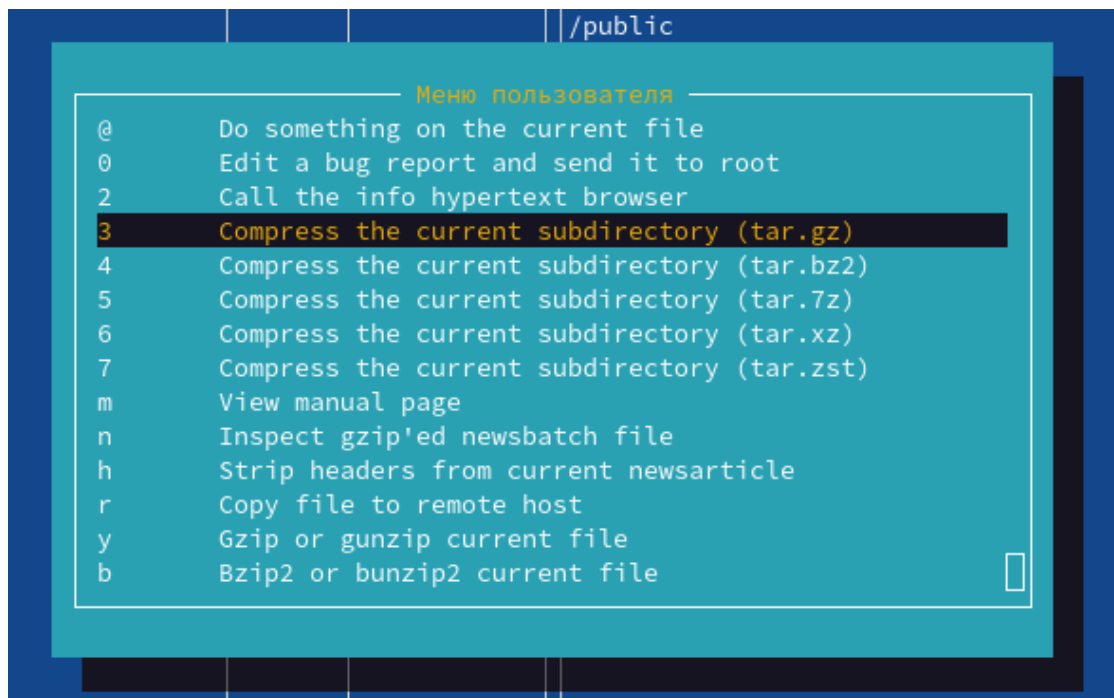 /public
Меню пользователя
@ Do something on the current file
0 Edit a bug report and send it to root
2 Call the info hypertext browser
3 Compress the current subdirectory (tar.gz)
4 Compress the current subdirectory (tar.bz2)
5 Compress the current subdirectory (tar.7z)
6 Compress the current subdirectory (tar.xz)
7 Compress the current subdirectory (tar.zst)
m View manual page
n Inspect gzip'ed newsbatch file
h Strip headers from current newsarticle
r Copy file to remote host
y Gzip or gunzip current file
b Bzip2 or bunzip2 current file